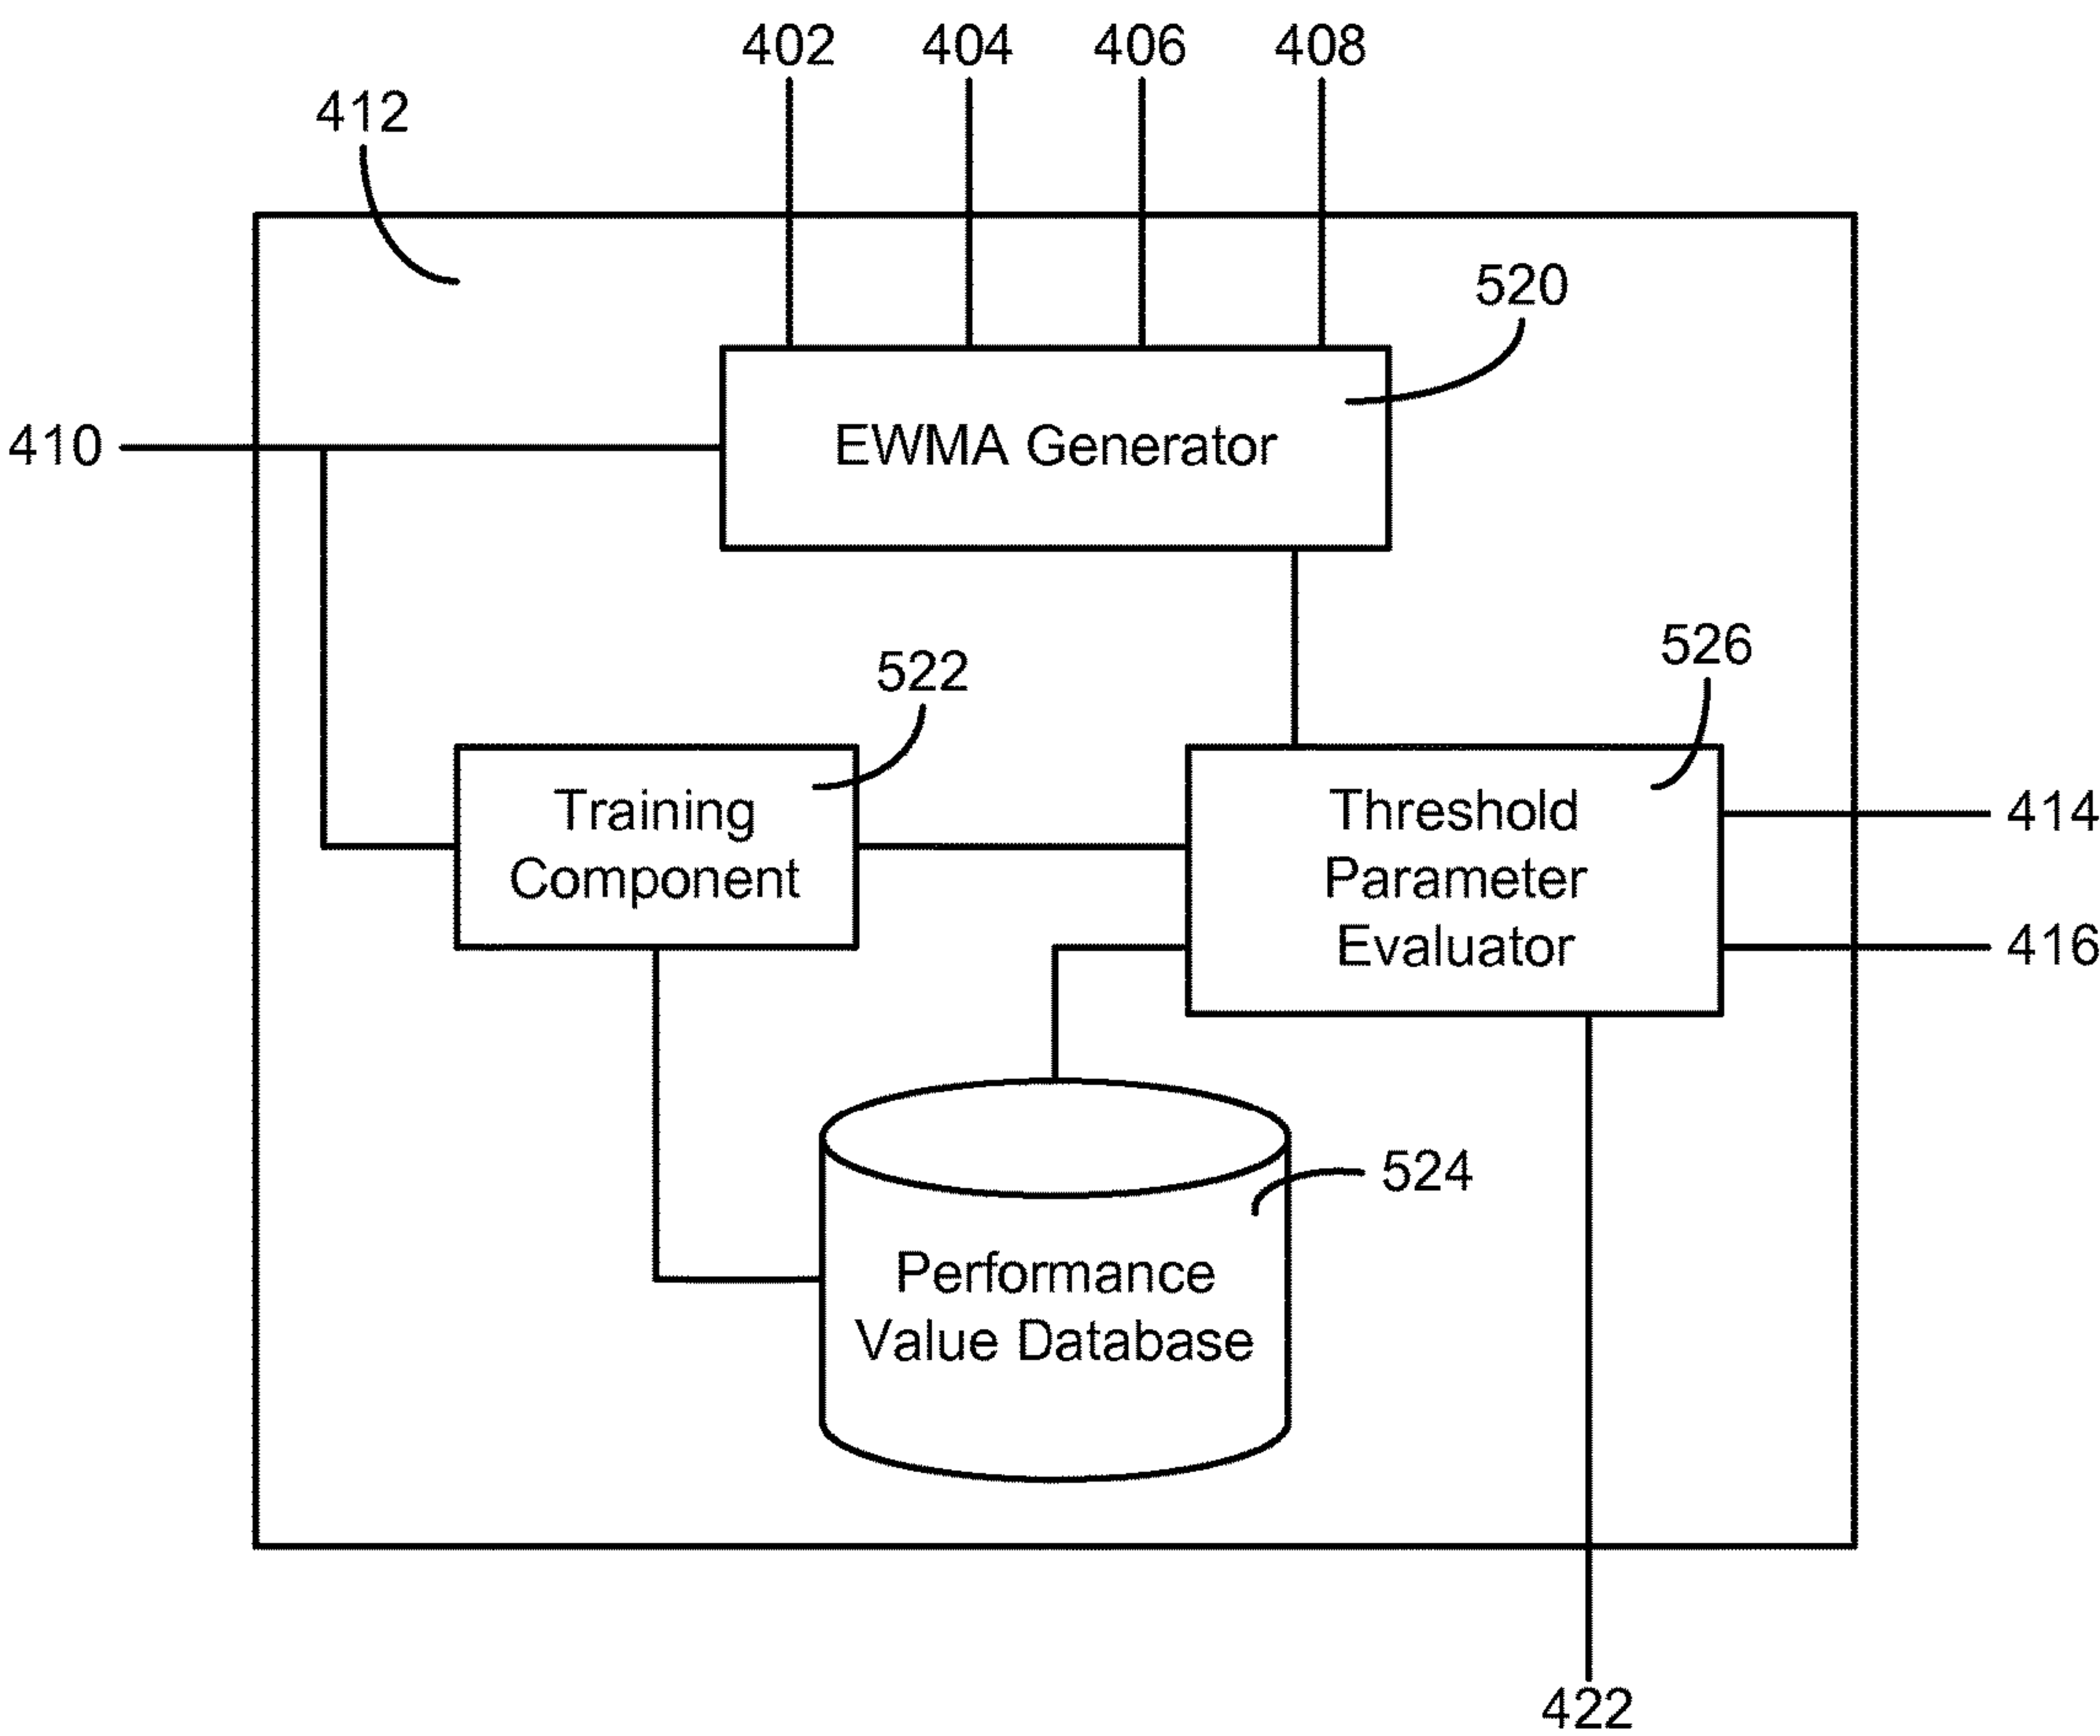 402
404
406
408
412
520
410
EWMA Generator
526
522
Training
Component
Threshold
Parameter
Evaluator
414
416
524
Performance
Value Database
422